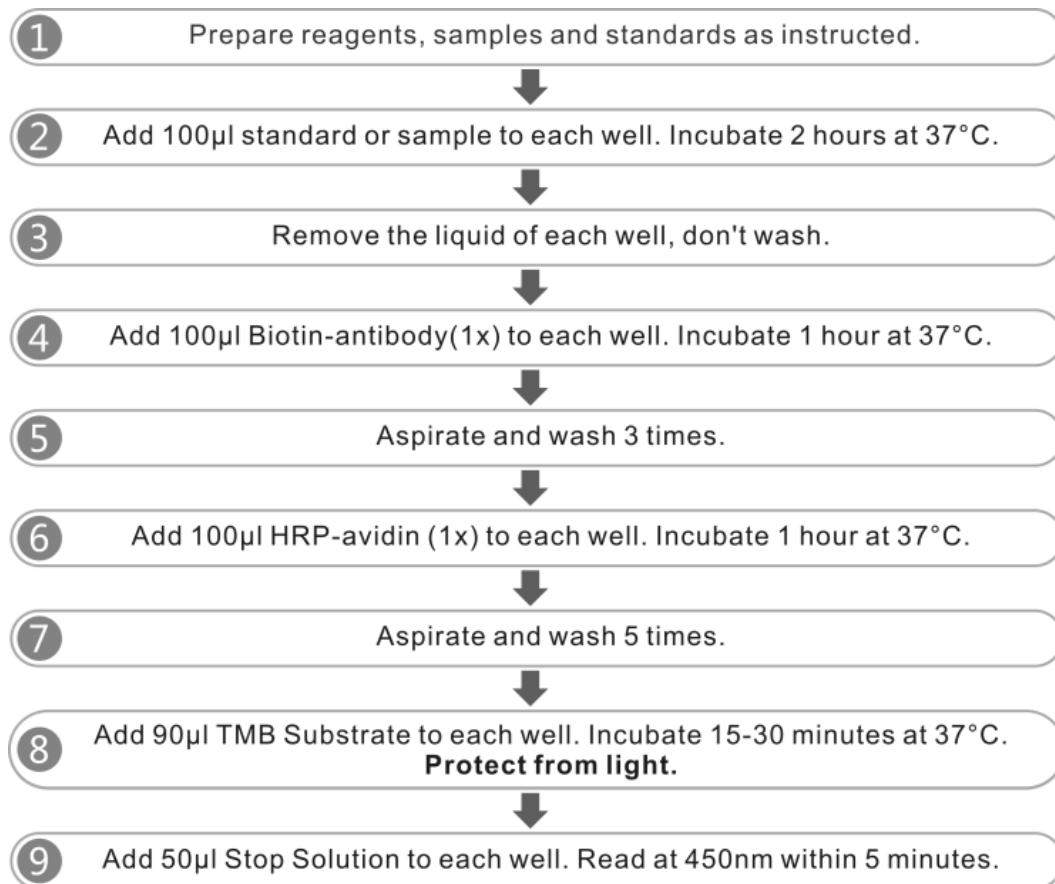 1 Prepare reagents, samples and standards as instructed.
2 Add 100µl standard or sample to each well. Incubate 2 hours at 37°C.
3 Remove the liquid of each well, don't wash.
4 Add 100µl Biotin-antibody(1x) to each well. Incubate 1 hour at 37°C.
5 Aspirate and wash 3 times.
6 Add 100µl HRP-avidin (1x) to each well. Incubate 1 hour at 37°C.
7 Aspirate and wash 5 times.
8 Add 90µl TMB Substrate to each well. Incubate 15-30 minutes at 37°C.
Protect from light.
9 Add 50µl Stop Solution to each well. Read at 450nm within 5 minutes.